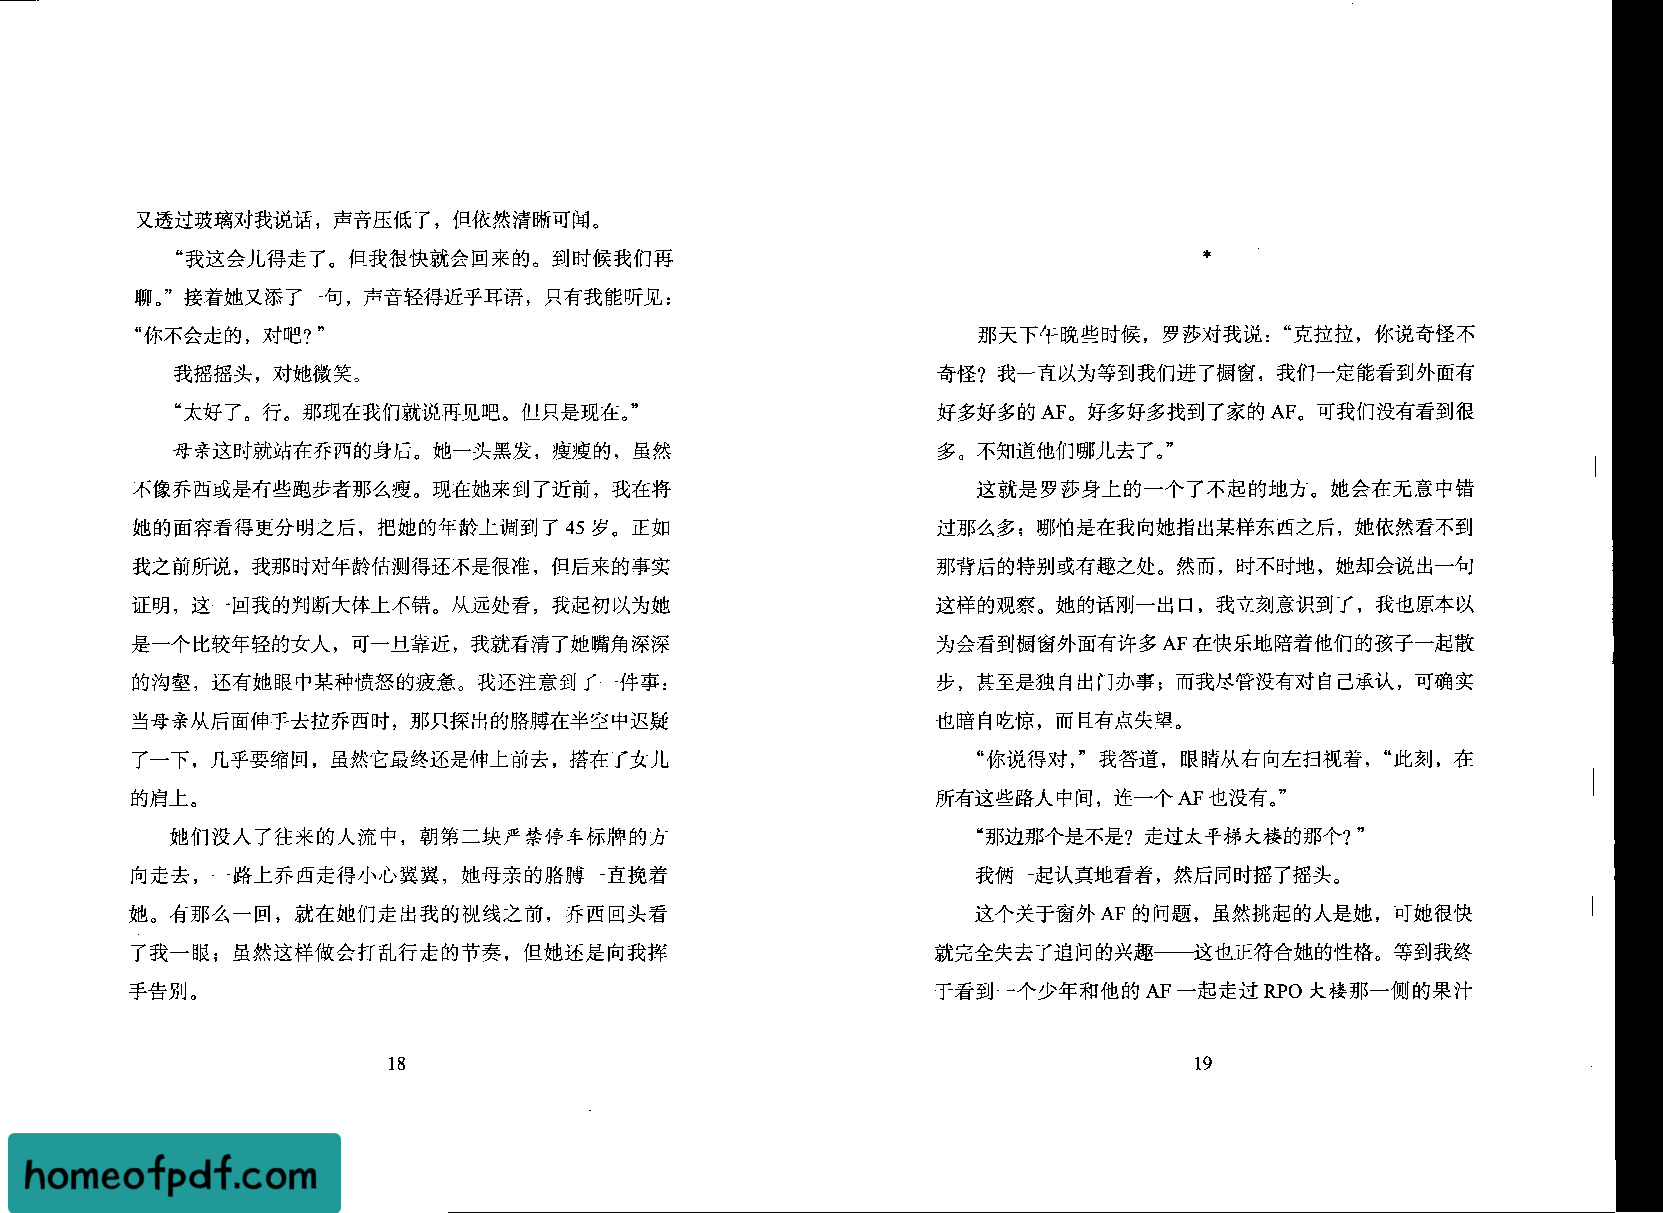 又透过玻璃对我说话，声音压低了，但依然清晰可闻。
“我这会儿得走了。但我很快就会回来的。到时候我们再
聊。”接着她又添了一句，声音轻得近乎耳语，只有我能听见：
“你不会走的，对吧？”
我摇摇头，对她微笑。
“太好了。行。那现在我们就说再见吧。但只是现在。”
母亲这时就站在乔西的身后。她一头黑发，瘦瘦的，虽然
不像乔西或是有些跑步者那么瘦。现在她来到了近前，我在将
她的面容看得更分明之后，把她的年龄上调到了 45 岁。正如
我之前所说，我那时对年龄估测得还不是很准，但后来的事实
证明，这一回我的判断大体上不错。从远处看，我起初以为她
是一个比较年轻的女人，可一旦靠近，我就看清了她嘴角深深
的沟壑，还有她眼中某种愤怒的疲惫。我还注意到了一件事：
当母亲从后面伸手去拉乔西时，那只探出的胳膊在半空中迟疑
了一下，几乎要缩回，虽然它最终还是伸上前去，搭在了女儿
的肩上。
她们没入了往来的人流中，朝第二块严禁停车标牌的方
向走去，一路上乔西走得小心翼翼，她母亲的胳膊一直挽着
她。有那么一回，就在她们走出我的视线之前，乔西回头看
了我一眼；虽然这样做会打乱行走的节奏，但她还是向我挥
手告别。
18
*
那天下午晚些时候，罗莎对我说：“克拉拉，你说奇怪不
奇怪？我一直以为等到我们进了橱窗，我们一定能看到外面有
好多好多的 AF。好多好多找到了家的 AF。可我们没有看到很
多。不知道他们哪儿去了。”
这就是罗莎身上的一个了不起的地方。她会在无意中错
过那么多；哪怕是在我向她指出某样东西之后，她依然看不到
那背后的特别或有趣之处。然而，时不时地，她却会说出一句
这样的观察。她的话刚一出口，我立刻意识到了，我也原本以
为会看到橱窗外面有许多 AF 在快乐地陪着他们的孩子一起散
步，甚至是独自出门办事；而我尽管没有对自己承认，可确实
也暗自吃惊，而且有点失望。
“你说得对，”我答道，眼睛从右向左扫视着，“此刻，在
所有这些路人中间，连一个 AF 也没有。”
“那边那个是不是？走过太平梯大楼的那个？”
我俩一起认真地看着，然后同时摇了摇头。
这个关于窗外 AF 的问题，虽然挑起的人是她，可她很快
就完全失去了追问的兴趣——这也正符合她的性格。等到我终
于看到一个少年和他的 AF 一起走过 RPO 大楼那一侧的果汁
19
homeofpdf.com